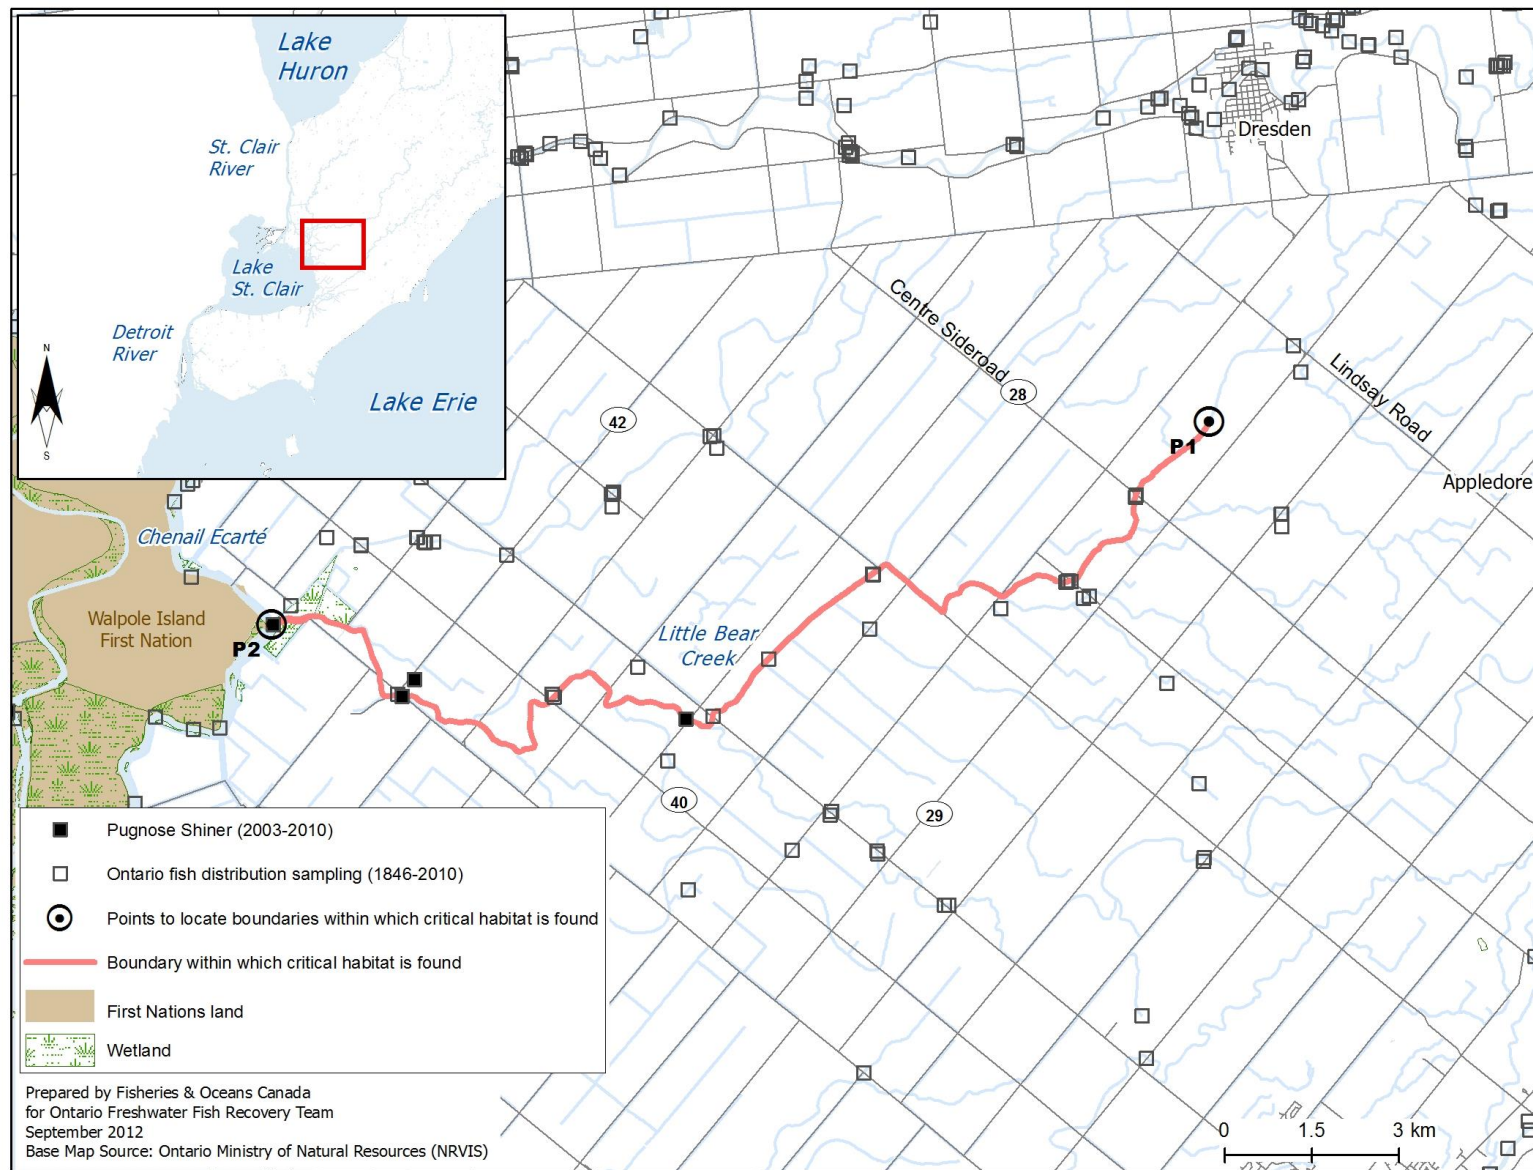 Lake
Huron
St. Clair
River
Lake
St. Clair
Detroit
River
Lake Erie
N
S
Dresden
Centre Sideroad
28
Lindsay Road
42
P1
Appledore
Chenail Ecarté
Walpole Island
First Nation
P2
Little Bear
Creek
40
29
Pugnose Shiner (2003-2010)
Ontario fish distribution sampling (1846-2010)
Points to locate boundaries within which critical habitat is found
Boundary within which critical habitat is found
First Nations land
Wetland
Prepared by Fisheries & Oceans Canada
for Ontario Freshwater Fish Recovery Team
September 2012
Base Map Source: Ontario Ministry of Natural Resources (NRVIS)
0 1.5 3 km